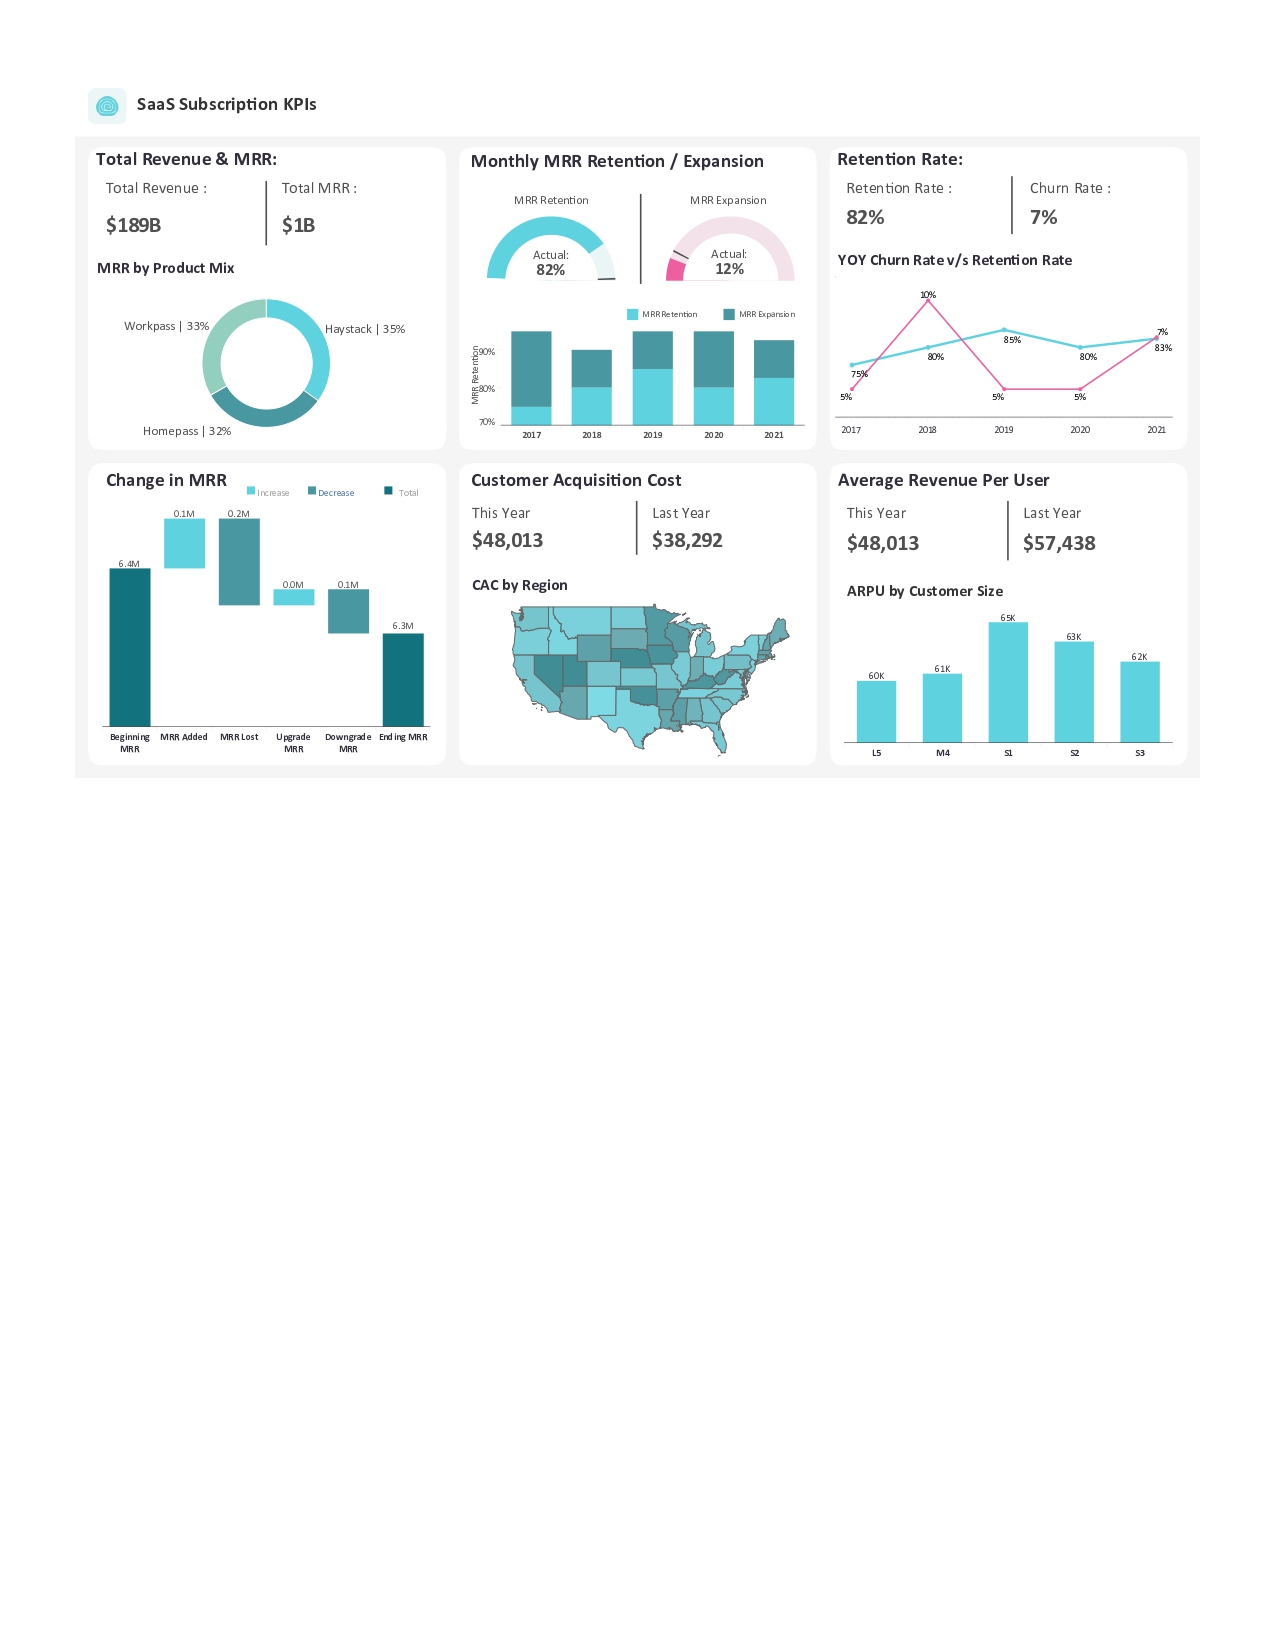 SaaS Subscription KPIs
Total Revenue & MRR:
Total Revenue :
Total MRR :
$189B
$1B
MRR by Product Mix
Workpass | 33%
Haystack | 35%
Homepass | 32%
Monthly MRR Retention / Expansion
MRR Retention
MRR Expansion
Actual:
82%
Actual:
12%
MRR Retention
MRR Expansion
MRR Retention
90%
80%
70%
2017
2018
2019
2020
2021
Retention Rate:
Retention Rate :
Churn Rate :
82%
7%
YOY Churn Rate v/s Retention Rate
10%
7%
83%
85%
80%
80%
75%
5%
5%
5%
2017
2018
2019
2020
2021
Change in MRR
Increase
Decrease
Total
0.1M
0.2M
6.4M
0.0M
0.1M
6.3M
Beginning
MRR
MRR Added
MRR Lost
Upgrade
MRR
Downgrade
MRR
Ending MRR
Customer Acquisition Cost
This Year
Last Year
$48,013
$38,292
CAC by Region
Average Revenue Per User
This Year
Last Year
$48,013
$57,438
ARPU by Customer Size
60K
61K
65K
63K
62K
L5
M4
S1
S2
S3